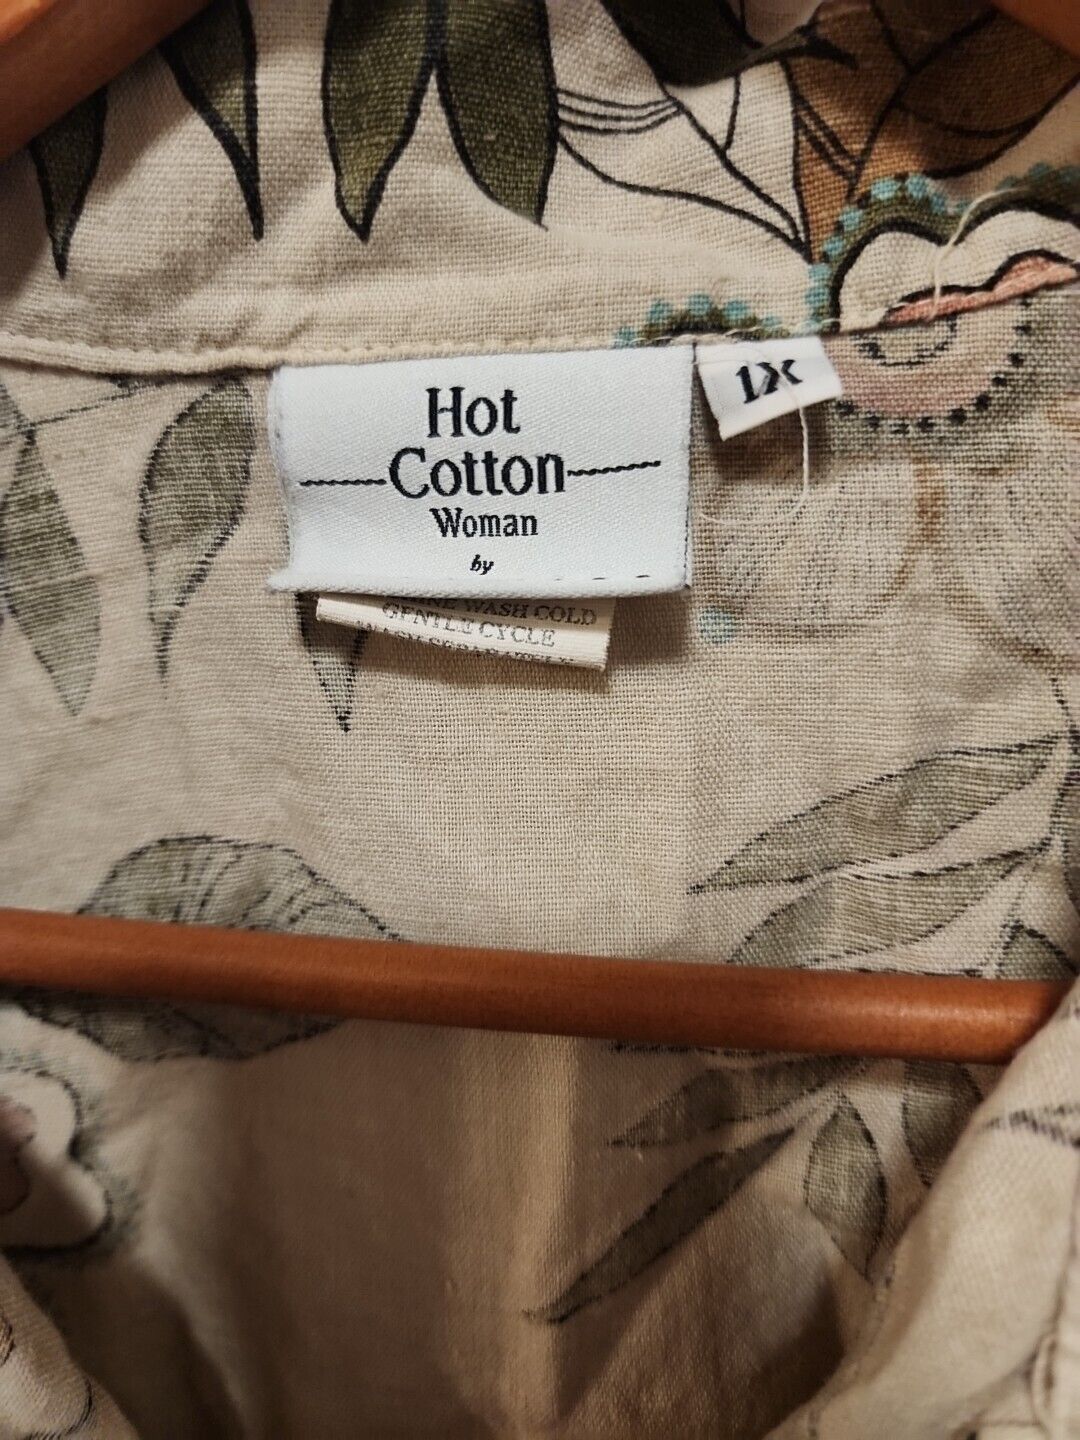 Hot
Cotton
Woman
by
1X
WASH COLD
GENTLE CYCLE